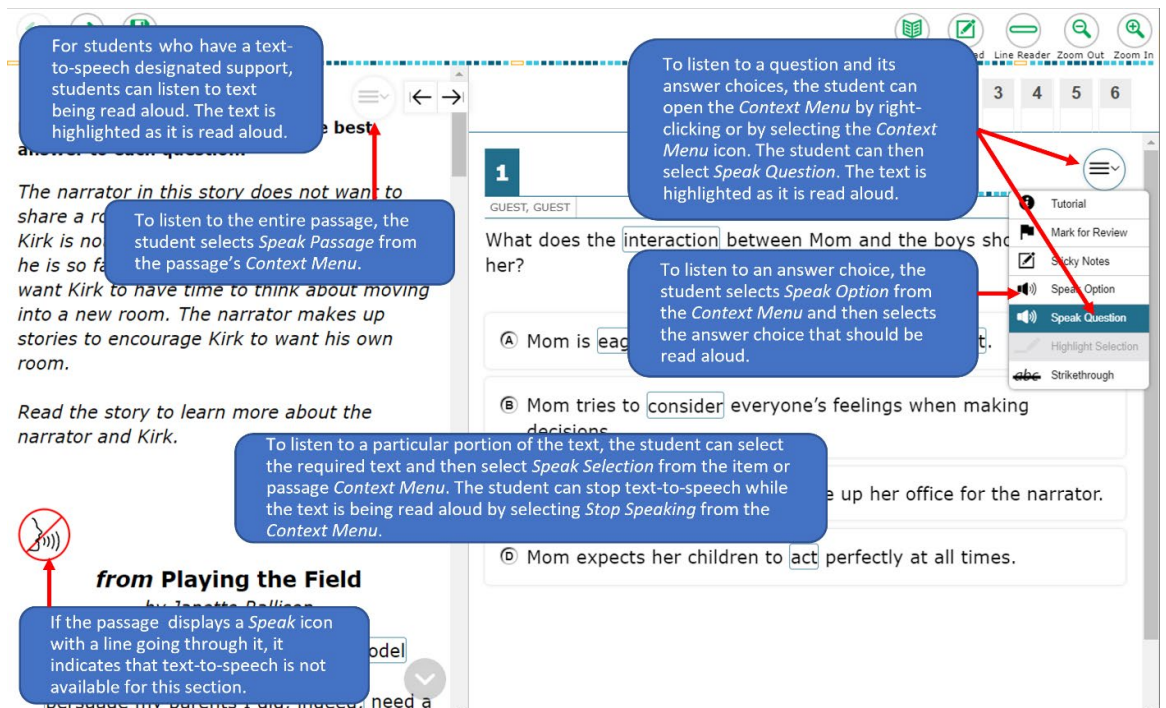 For students who have a text-
to-speech designated support,
students can listen to text
being read aloud. The text is
highlighted as it is read aloud.
Line Reader Zoom Out Zoom In
To listen to a question and its
answer choices, the student can
open the Context Menu by right-
clicking or by selecting the Context
Menu icon. The student can then
select Speak Question. The text is
highlighted as it is read aloud.
3 4 5 6
best
answer to each question.
The narrator in this story does not want to
share a
Kirk is
he is so
want Kirk to have time to think about moving
into a new room. The narrator makes up
stories to encourage Kirk to want his own
room.
Read the story to learn more about the
narrator and Kirk.
To listen to the entire passage, the
student selects Speak Passage from
the passage's Context Menu.
from Playing the Field
by Janette Rallison
If the passage displays a Speak icon
with a line going through it, it
indicates that text-to-speech is not
available for this section.
persuade my parents I did, indeed, need a
1
GUEST, GUEST
What does the interaction between Mom and the boys
her?
Tutorial
Mark for Review
Sticky Notes
Speak Option
Speak Question
Highlight Selection
abc Strikethrough
To listen to an answer choice, the
student selects Speak Option from
the Context Menu and then selects
the answer choice that should be
read aloud.
A Mom is
B Mom tries to consider everyone's feelings when making
decisions
up her office for the narrator.
D Mom expects her children to act perfectly at all times.
To listen to a particular portion of the text, the student can select
the required text and then select Speak Selection from the item or
passage Context Menu. The student can stop text-to-speech while
the text is being read aloud by selecting Stop Speaking from the
Context Menu.